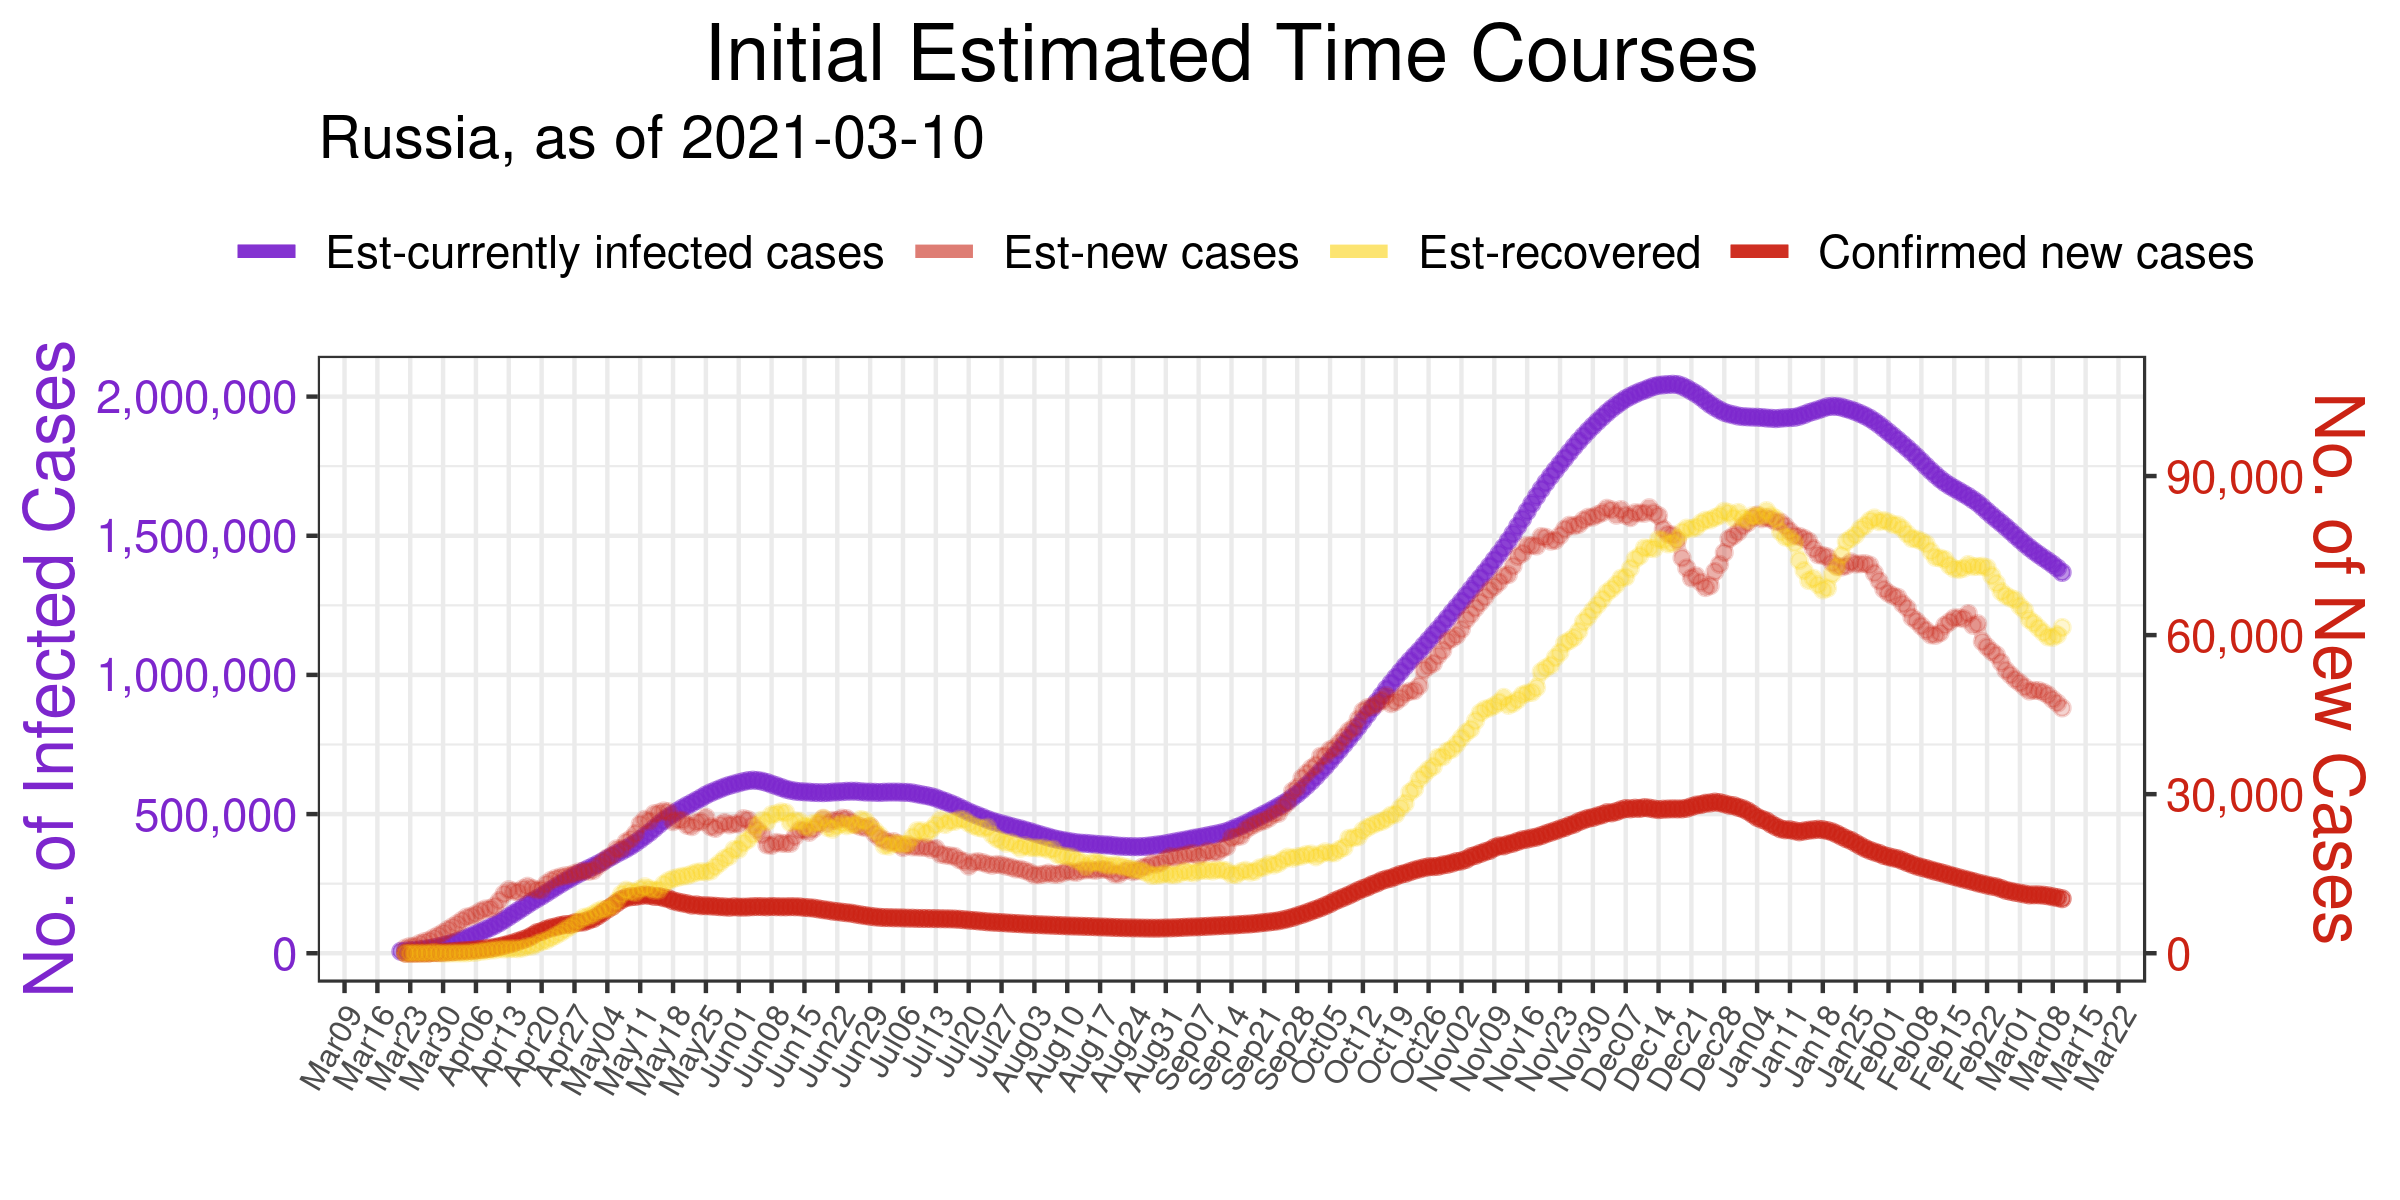 Initial Estimated Time Courses
Russia, as of 2021-03-10
Est-currently infected cases Est-new cases Est-recovered Confirmed new cases
No. of Infected Cases
2,000,000
1,500,000
1,000,000
500,000
0
90,000
60,000
30,000
0
No. of New Cases
Mar09 Mar16 Mar23 Mar30 Apr06 Apr13 Apr20 Apr27 May04 May11 May18 May25 Jun01 Jun08 Jun15 Jun22 Jun29 Jul06 Jul13 Jul20 Jul27 Aug03 Aug10 Aug17 Aug24 Aug31 Sep07 Sep14 Sep21 Sep28 Oct05 Oct12 Oct19 Oct26 Nov02 Nov09 Nov16 Nov23 Nov30 Dec07 Dec14 Dec21 Dec28 Jan04 Jan11 Jan18 Jan25 Feb01 Feb08 Feb15 Feb22 Mar01 Mar08 Mar15 Mar22